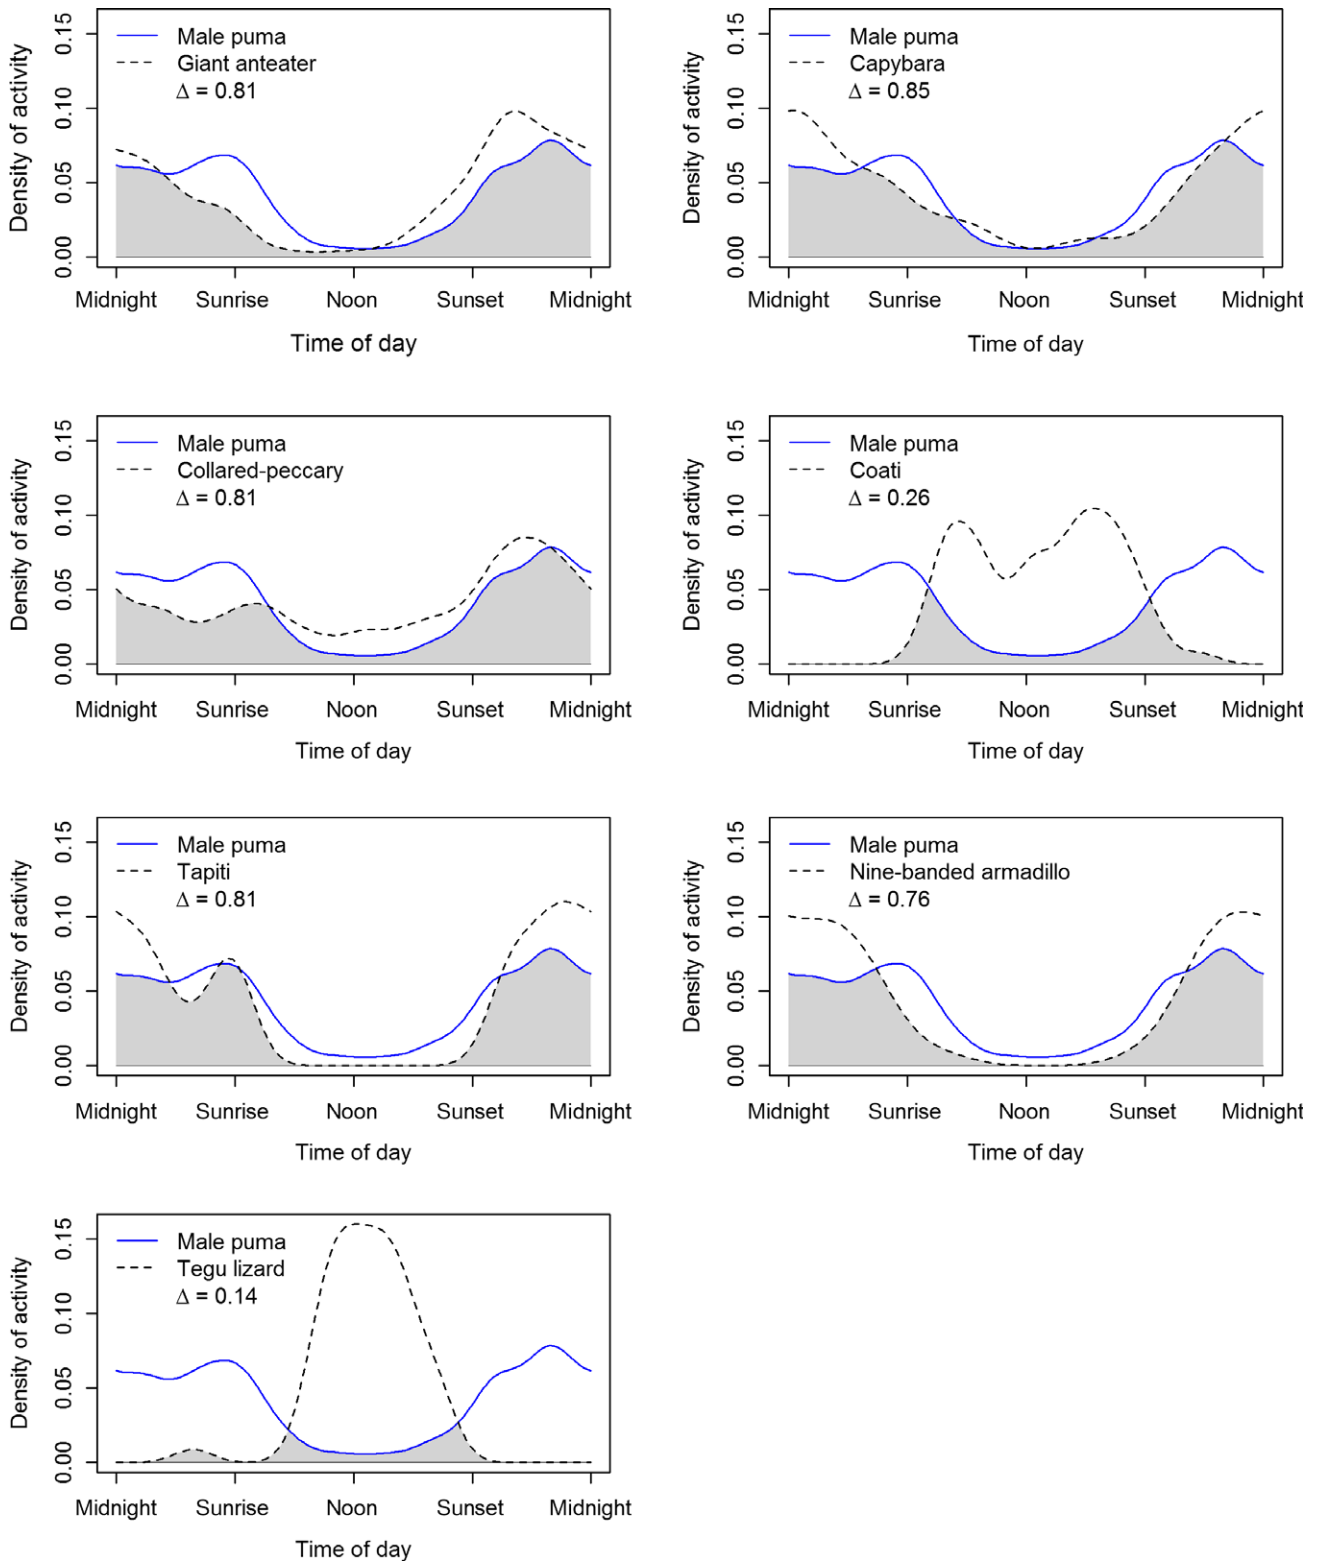 Male puma
Giant anteater
Δ = 0.81
Density of activity
0.00 0.05 0.10 0.15
Midnight Sunrise Noon Sunset Midnight
Time of day
Male puma
Capybara
Δ = 0.85
Density of activity
0.00 0.05 0.10 0.15
Midnight Sunrise Noon Sunset Midnight
Time of day
Male puma
Collared-peccary
Δ = 0.81
Density of activity
0.00 0.05 0.10 0.15
Midnight Sunrise Noon Sunset Midnight
Time of day
Male puma
Coati
Δ = 0.26
Density of activity
0.00 0.05 0.10 0.15
Midnight Sunrise Noon Sunset Midnight
Time of day
Male puma
Tapiti
Δ = 0.81
Density of activity
0.00 0.05 0.10 0.15
Midnight Sunrise Noon Sunset Midnight
Time of day
Male puma
Nine-banded armadillo
Δ = 0.76
Density of activity
0.00 0.05 0.10 0.15
Midnight Sunrise Noon Sunset Midnight
Time of day
Male puma
Tegu lizard
Δ = 0.14
Density of activity
0.00 0.05 0.10 0.15
Midnight Sunrise Noon Sunset Midnight
Time of day